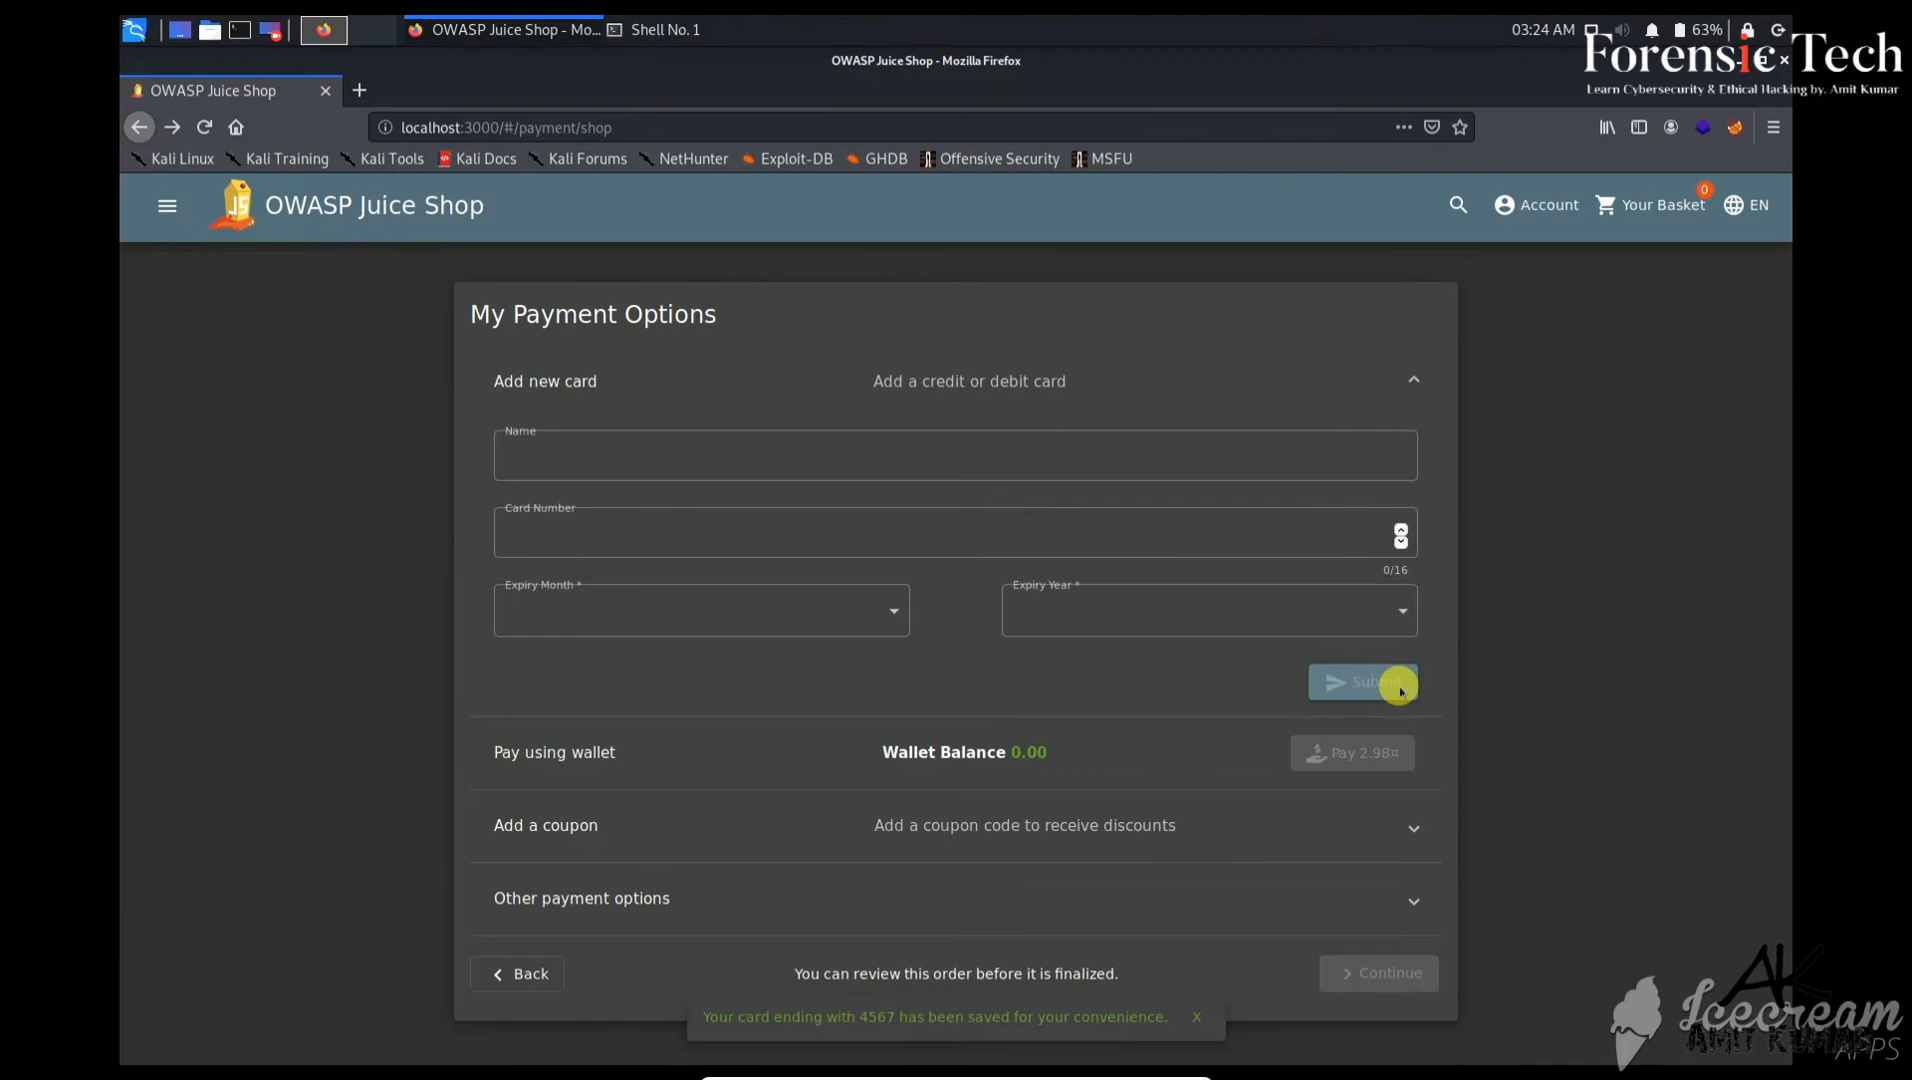 OWASP Juice Shop - Mo...
Shell No. 1
03:24 AM
63%
Forensic Tech
Learn Cybersecurity & Ethical Hacking by. Amit Kumar
OWASP Juice Shop - Mozilla Firefox
OWASP Juice Shop
localhost:3000/#/payment/shop
Kali Linux
Kali Training
Kali Tools
Kali Docs
Kali Forums
NetHunter
Exploit-DB
GHDB
Offensive Security
MSFU
JS
OWASP Juice Shop
Account
Your Basket
0
EN
My Payment Options
Add new card
Add a credit or debit card
Name
Card Number
0/16
Expiry Month *
Expiry Year *
Submit
Pay using wallet
Wallet Balance 0.00
Pay 2.98¤
Add a coupon
Add a coupon code to receive discounts
Other payment options
Back
You can review this order before it is finalized.
Continue
Your card ending with 4567 has been saved for your convenience.
X
AK
Icecream
AMIT KUMAR
APPS